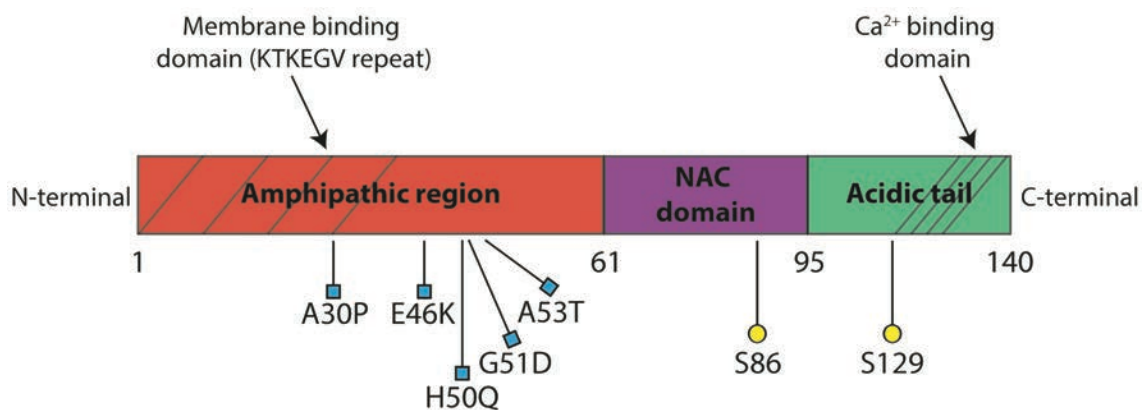 Membrane binding
domain (KTKEGV repeat)
Ca²⁺ binding
domain
N-terminal
Amphipathic region
NAC
domain
Acidic tail
C-terminal
1
61
95
140
A30P
E46K
A53T
G51D
H50Q
S86
S129